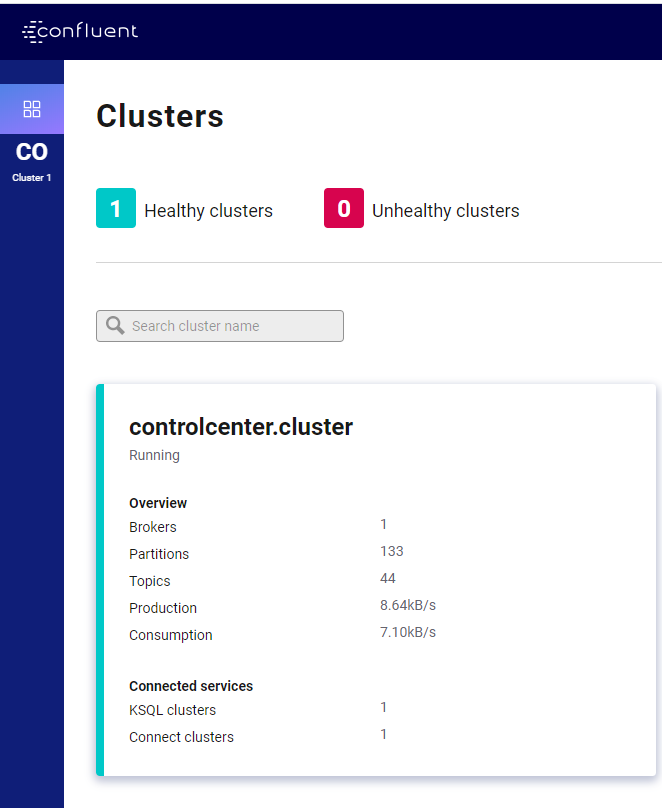 confluent
Clusters
CO
Cluster 1
1 Healthy clusters 0 Unhealthy clusters
Search cluster name
controlcenter.cluster
Running
Overview
Brokers 1
Partitions 133
Topics 44
Production 8.64kB/s
Consumption 7.10kB/s
Connected services
KSQL clusters 1
Connect clusters 1